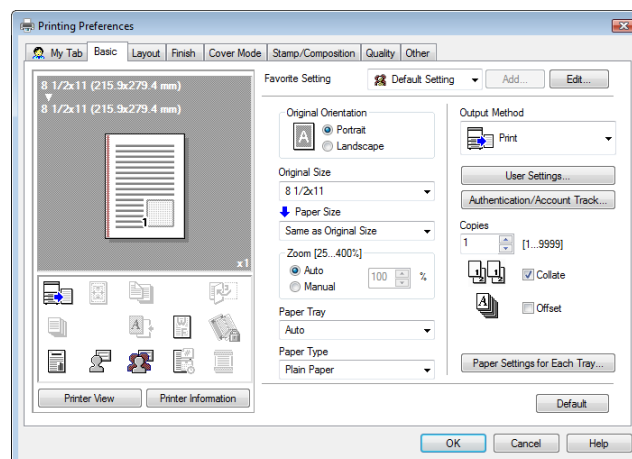 Printing Preferences
My Tab Basic Layout Finish Cover Mode Stamp/Composition Quality Other
8 1/2x11 (215.9x279.4 mm)
8 1/2x11 (215.9x279.4 mm)
1
x1
Printer View Printer Information
Favorite Setting Default Setting Add... Edit...
Original Orientation
A
Portrait
Landscape
Original Size
8 1/2x11
Paper Size
Same as Original Size
Zoom [25...400%]
Auto
Manual
100 %
Paper Tray
Auto
Paper Type
Plain Paper
Output Method
Print
User Settings...
Authentication/Account Track...
Copies
1 [1...9999]
Collate
Offset
Paper Settings for Each Tray...
Default
OK Cancel Help